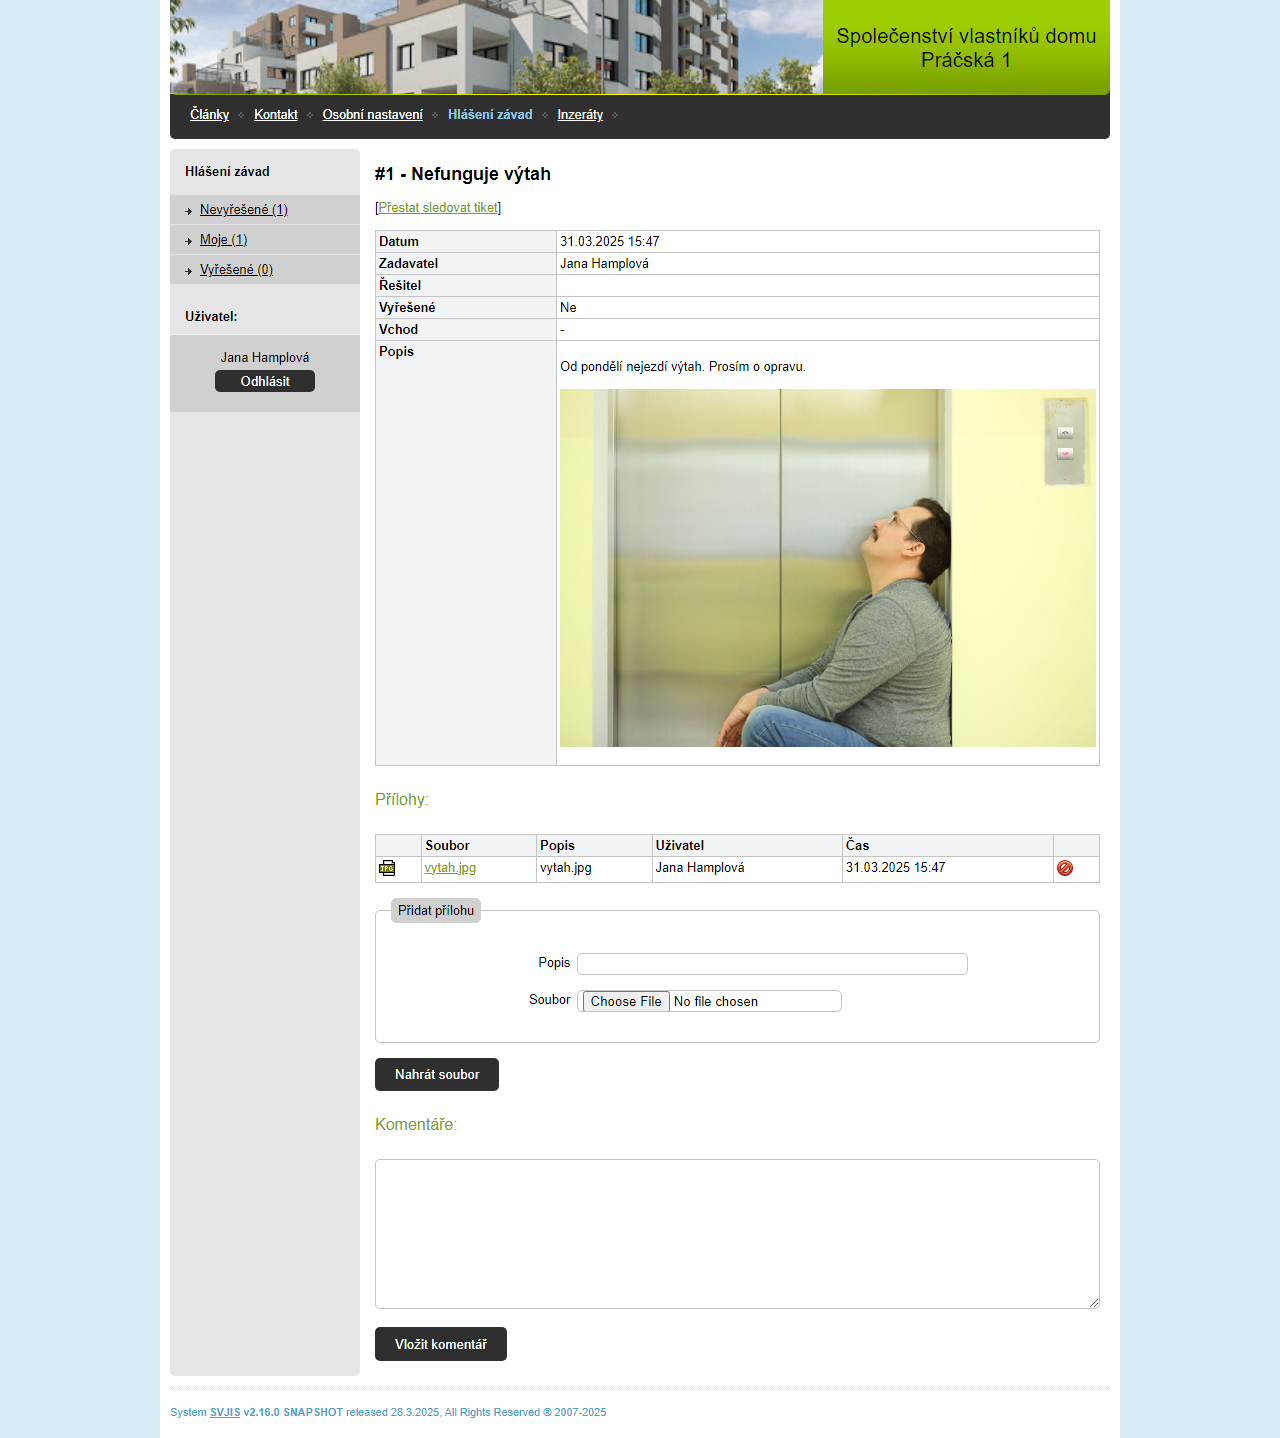 Společenství vlastníků domu
Práčská 1
Články Kontakt Osobní nastavení Hlášení závad Inzeráty
Hlášení závad
Nevyřešené (1)
Moje (1)
Vyřešené (0)
Uživatel:
Jana Hamplová
Odhlásit
#1 - Nefunguje výtah
[Přestat sledovat tiket]
Datum 31.03.2025 15:47
Zadavatel Jana Hamplová
Řešitel
Vyřešené Ne
Vchod -
Popis
Od pondělí nejezdí výtah. Prosím o opravu.
Přílohy:
Soubor Popis Uživatel Čas
JPG vytah.jpg vytah.jpg Jana Hamplová 31.03.2025 15:47
Přidat přílohu
Popis
Soubor Choose File No file chosen
Nahrát soubor
Komentáře:
Vložit komentář
System SVJIS v2.16.0 SNAPSHOT released 28.3.2025, All Rights Reserved ® 2007-2025